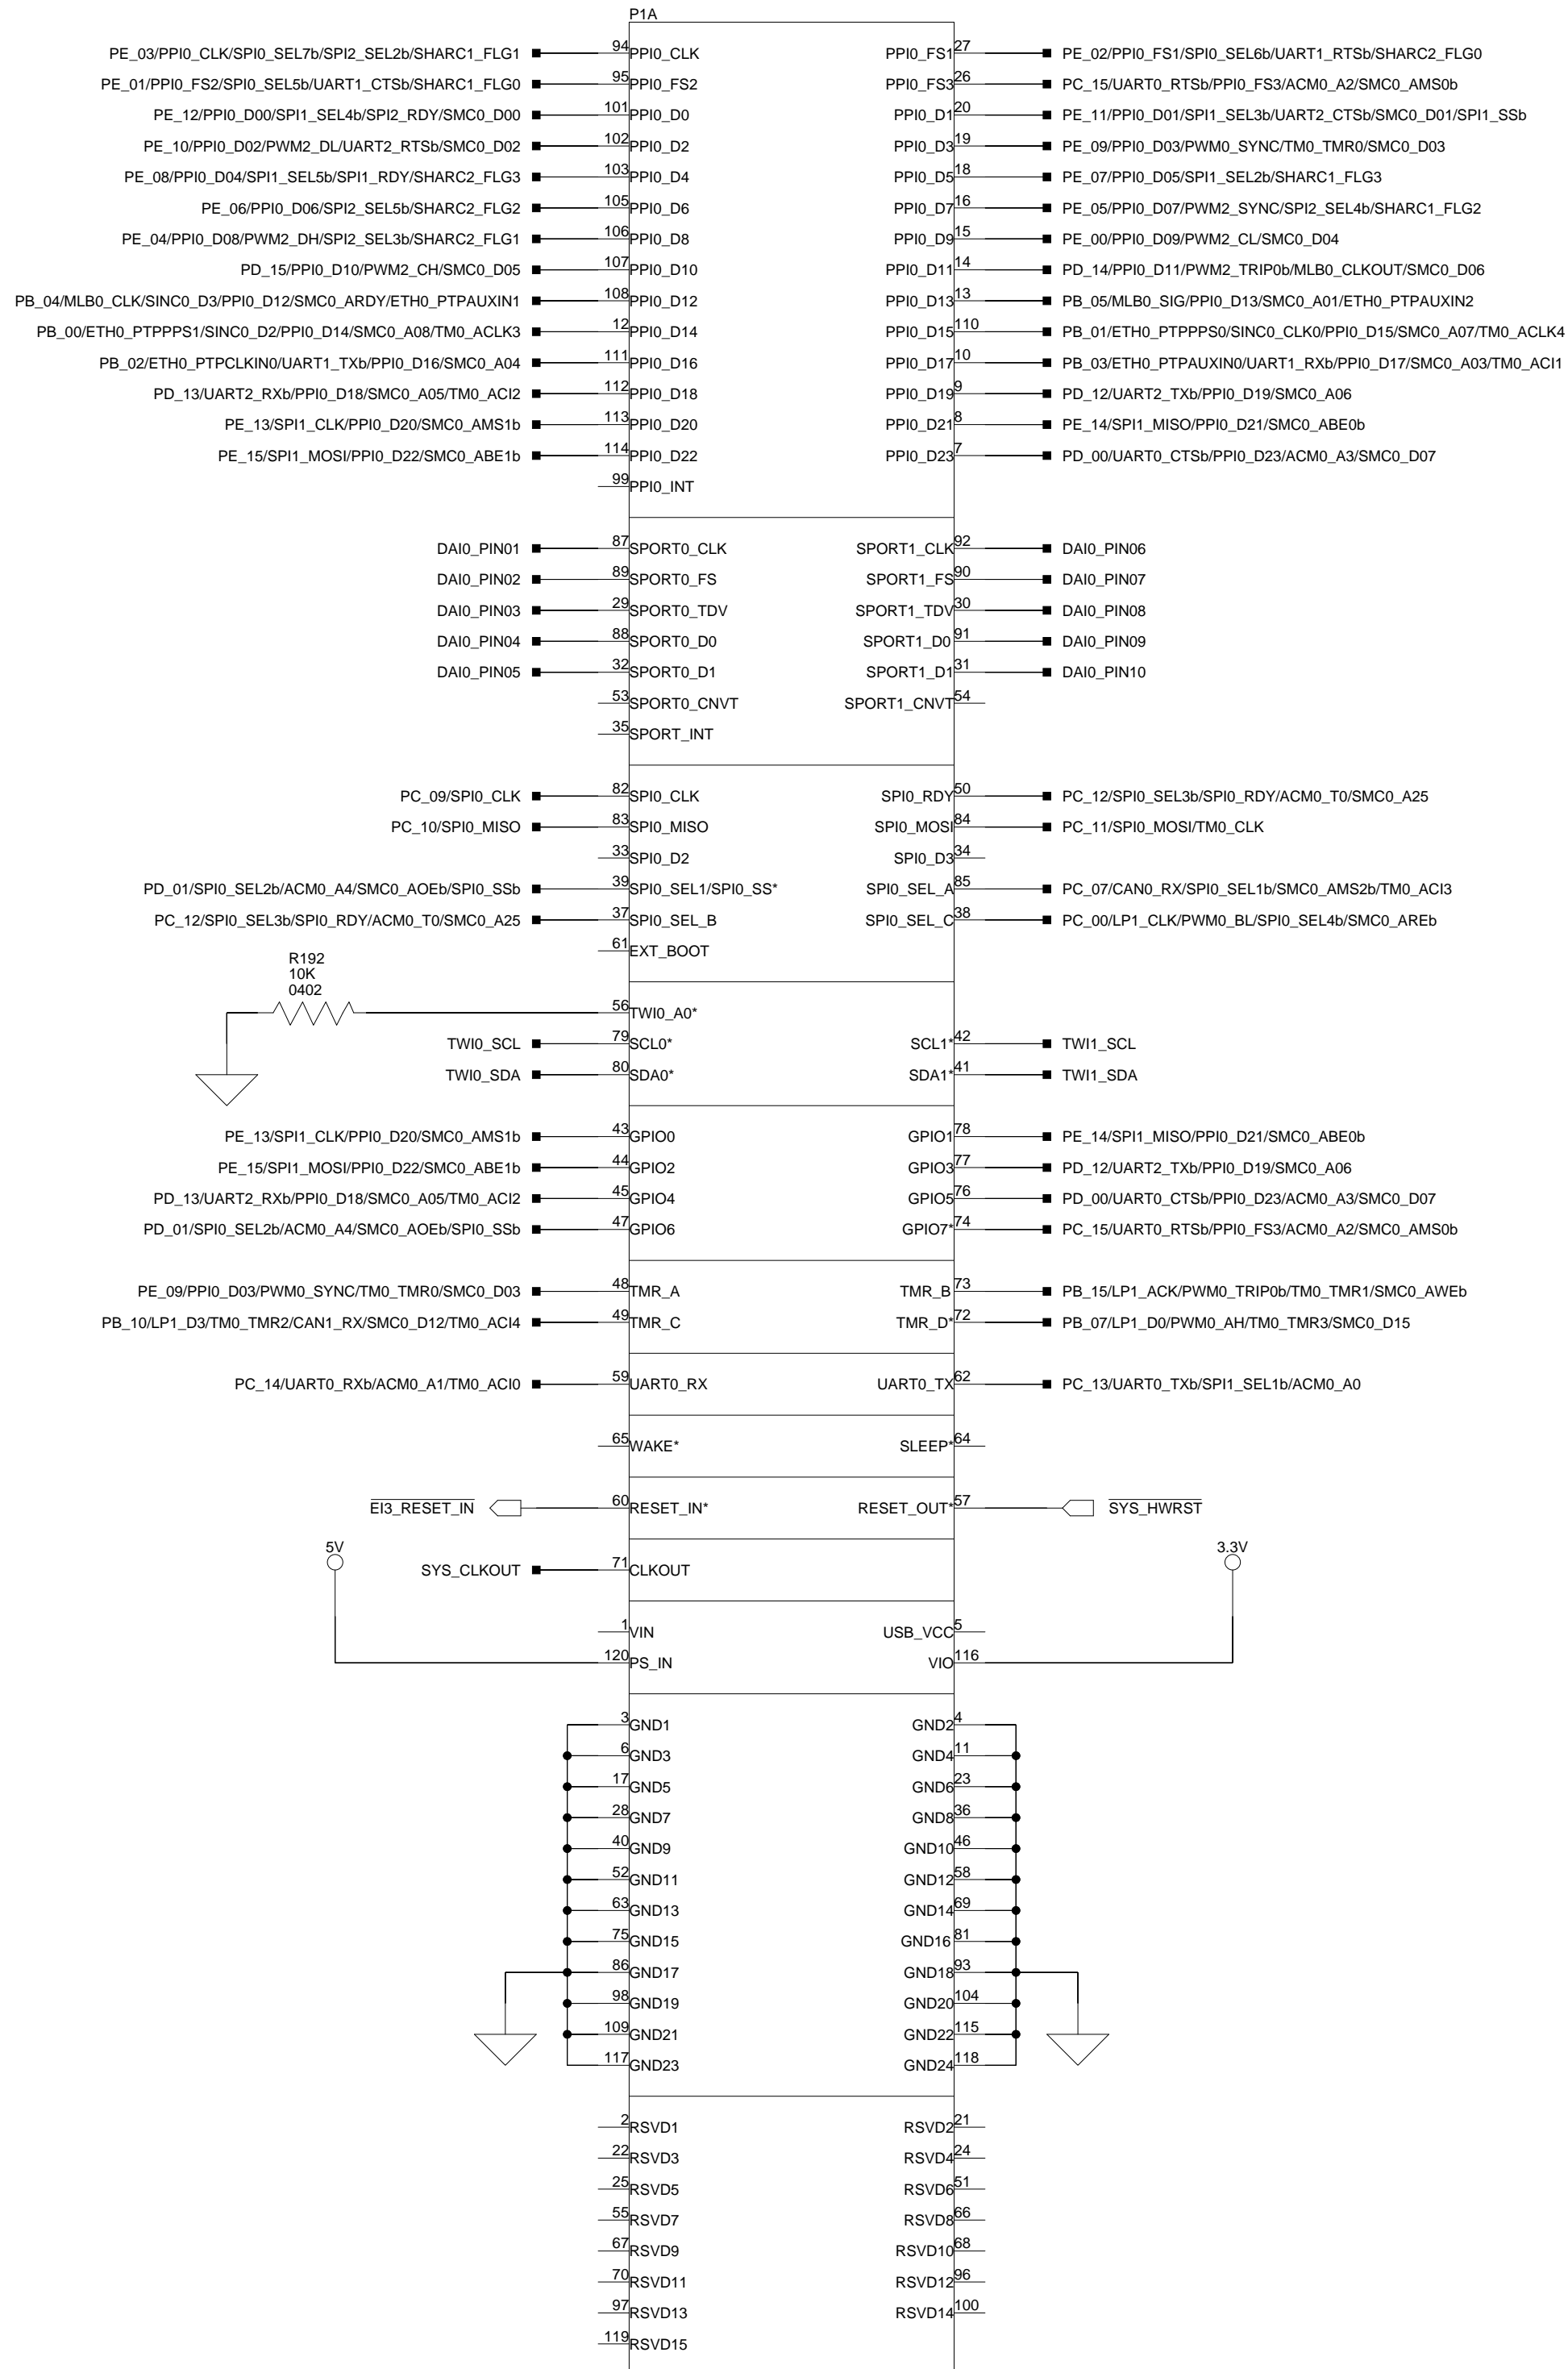 P1A
PE_03/PPI0_CLK/SPI0_SEL7b/SPI2_SEL2b/SHARC1_FLG1 94 PPI0_CLK PPI0_FS1 27 PE_02/PPI0_FS1/SPI0_SEL6b/UART1_RTSb/SHARC2_FLG0
PE_01/PPI0_FS2/SPI0_SEL5b/UART1_CTSb/SHARC1_FLG0 95 PPI0_FS2 PPI0_FS3 26 PC_15/UART0_RTSb/PPI0_FS3/ACM0_A2/SMC0_AMS0b
PE_12/PPI0_D00/SPI1_SEL4b/SPI2_RDY/SMC0_D00 101 PPI0_D0 PPI0_D1 20 PE_11/PPI0_D01/SPI1_SEL3b/UART2_CTSb/SMC0_D01/SPI1_SSb
PE_10/PPI0_D02/PWM2_DL/UART2_RTSb/SMC0_D02 102 PPI0_D2 PPI0_D3 19 PE_09/PPI0_D03/PWM0_SYNC/TM0_TMR0/SMC0_D03
PE_08/PPI0_D04/SPI1_SEL5b/SPI1_RDY/SHARC2_FLG3 103 PPI0_D4 PPI0_D5 18 PE_07/PPI0_D05/SPI1_SEL2b/SHARC1_FLG3
PE_06/PPI0_D06/SPI2_SEL5b/SHARC2_FLG2 105 PPI0_D6 PPI0_D7 16 PE_05/PPI0_D07/PWM2_SYNC/SPI2_SEL4b/SHARC1_FLG2
PE_04/PPI0_D08/PWM2_DH/SPI2_SEL3b/SHARC2_FLG1 106 PPI0_D8 PPI0_D9 15 PE_00/PPI0_D09/PWM2_CL/SMC0_D04
PD_15/PPI0_D10/PWM2_CH/SMC0_D05 107 PPI0_D10 PPI0_D11 14 PD_14/PPI0_D11/PWM2_TRIP0b/MLB0_CLKOUT/SMC0_D06
PB_04/MLB0_CLK/SINC0_D3/PPI0_D12/SMC0_ARDY/ETH0_PTPAUXIN1 108 PPI0_D12 PPI0_D13 13 PB_05/MLB0_SIG/PPI0_D13/SMC0_A01/ETH0_PTPAUXIN2
PB_00/ETH0_PTPPPS1/SINC0_D2/PPI0_D14/SMC0_A08/TM0_ACLK3 12 PPI0_D14 PPI0_D15 110 PB_01/ETH0_PTPPPS0/SINC0_CLK0/PPI0_D15/SMC0_A07/TM0_ACLK4
PB_02/ETH0_PTPCLKIN0/UART1_TXb/PPI0_D16/SMC0_A04 111 PPI0_D16 PPI0_D17 10 PB_03/ETH0_PTPAUXIN0/UART1_RXb/PPI0_D17/SMC0_A03/TM0_ACI1
PD_13/UART2_RXb/PPI0_D18/SMC0_A05/TM0_ACI2 112 PPI0_D18 PPI0_D19 9 PD_12/UART2_TXb/PPI0_D19/SMC0_A06
PE_13/SPI1_CLK/PPI0_D20/SMC0_AMS1b 113 PPI0_D20 PPI0_D21 8 PE_14/SPI1_MISO/PPI0_D21/SMC0_ABE0b
PE_15/SPI1_MOSI/PPI0_D22/SMC0_ABE1b 114 PPI0_D22 PPI0_D23 7 PD_00/UART0_CTSb/PPI0_D23/ACM0_A3/SMC0_D07
99 PPI0_INT
DAI0_PIN01 87 SPORT0_CLK SPORT1_CLK 92 DAI0_PIN06
DAI0_PIN02 89 SPORT0_FS SPORT1_FS 90 DAI0_PIN07
DAI0_PIN03 29 SPORT0_TDV SPORT1_TDV 30 DAI0_PIN08
DAI0_PIN04 88 SPORT0_D0 SPORT1_D0 91 DAI0_PIN09
DAI0_PIN05 32 SPORT0_D1 SPORT1_D1 31 DAI0_PIN10
53 SPORT0_CNVT SPORT1_CNVT 54
35 SPORT_INT
PC_09/SPI0_CLK 82 SPI0_CLK SPI0_RDY 50 PC_12/SPI0_SEL3b/SPI0_RDY/ACM0_T0/SMC0_A25
PC_10/SPI0_MISO 83 SPI0_MISO SPI0_MOSI 84 PC_11/SPI0_MOSI/TM0_CLK
33 SPI0_D2 SPI0_D3 34
PD_01/SPI0_SEL2b/ACM0_A4/SMC0_AOEb/SPI0_SSb 39 SPI0_SEL1/SPI0_SS* SPI0_SEL_A 85 PC_07/CAN0_RX/SPI0_SEL1b/SMC0_AMS2b/TM0_ACI3
PC_12/SPI0_SEL3b/SPI0_RDY/ACM0_T0/SMC0_A25 37 SPI0_SEL_B SPI0_SEL_C 38 PC_00/LP1_CLK/PWM0_BL/SPI0_SEL4b/SMC0_AREb
61 EXT_BOOT
R192
10K
0402
56 TWI0_A0*
TWI0_SCL 79 SCL0* SCL1* 42 TWI1_SCL
TWI0_SDA 80 SDA0* SDA1* 41 TWI1_SDA
PE_13/SPI1_CLK/PPI0_D20/SMC0_AMS1b 43 GPIO0 GPIO1 78 PE_14/SPI1_MISO/PPI0_D21/SMC0_ABE0b
PE_15/SPI1_MOSI/PPI0_D22/SMC0_ABE1b 44 GPIO2 GPIO3 77 PD_12/UART2_TXb/PPI0_D19/SMC0_A06
PD_13/UART2_RXb/PPI0_D18/SMC0_A05/TM0_ACI2 45 GPIO4 GPIO5 76 PD_00/UART0_CTSb/PPI0_D23/ACM0_A3/SMC0_D07
PD_01/SPI0_SEL2b/ACM0_A4/SMC0_AOEb/SPI0_SSb 47 GPIO6 GPIO7* 74 PC_15/UART0_RTSb/PPI0_FS3/ACM0_A2/SMC0_AMS0b
PE_09/PPI0_D03/PWM0_SYNC/TM0_TMR0/SMC0_D03 48 TMR_A TMR_B 73 PB_15/LP1_ACK/PWM0_TRIP0b/TM0_TMR1/SMC0_AWEb
PB_10/LP1_D3/TM0_TMR2/CAN1_RX/SMC0_D12/TM0_ACI4 49 TMR_C TMR_D* 72 PB_07/LP1_D0/PWM0_AH/TM0_TMR3/SMC0_D15
PC_14/UART0_RXb/ACM0_A1/TM0_ACI0 59 UART0_RX UART0_TX 62 PC_13/UART0_TXb/SPI1_SEL1b/ACM0_A0
65 WAKE* SLEEP* 64
EI3_RESET_IN 60 RESET_IN* RESET_OUT* 57 SYS_HWRST
5V 3.3V
SYS_CLKOUT 71 CLKOUT
1 VIN USB_VCC 5
120 PS_IN VIO 116
3 GND1 GND2 4
6 GND3 GND4 11
17 GND5 GND6 23
28 GND7 GND8 36
40 GND9 GND10 46
52 GND11 GND12 58
63 GND13 GND14 69
75 GND15 GND16 81
86 GND17 GND18 93
98 GND19 GND20 104
109 GND21 GND22 115
117 GND23 GND24 118
2 RSVD1 RSVD2 21
22 RSVD3 RSVD4 24
25 RSVD5 RSVD6 51
55 RSVD7 RSVD8 66
67 RSVD9 RSVD10 68
70 RSVD11 RSVD12 96
97 RSVD13 RSVD14 100
119 RSVD15